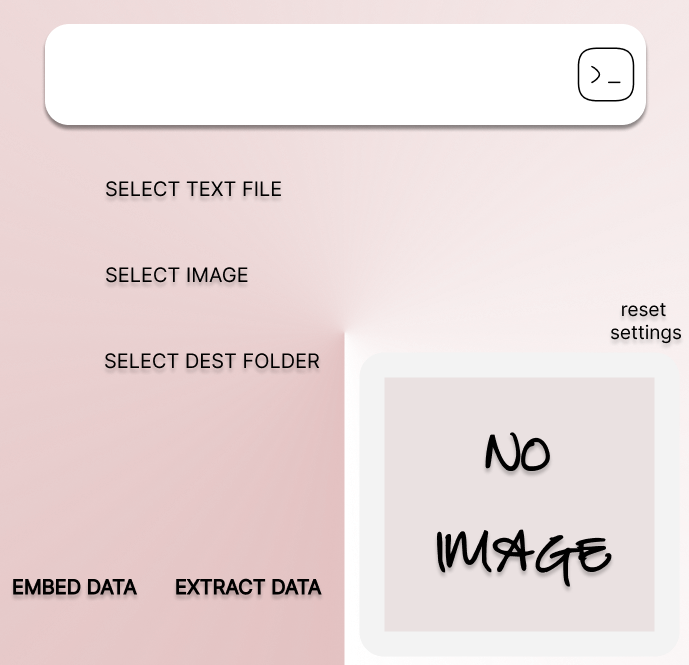 >_
SELECT TEXT FILE
SELECT IMAGE
reset
settings
SELECT DEST FOLDER
NO
IMAGE
EMBED DATA EXTRACT DATA